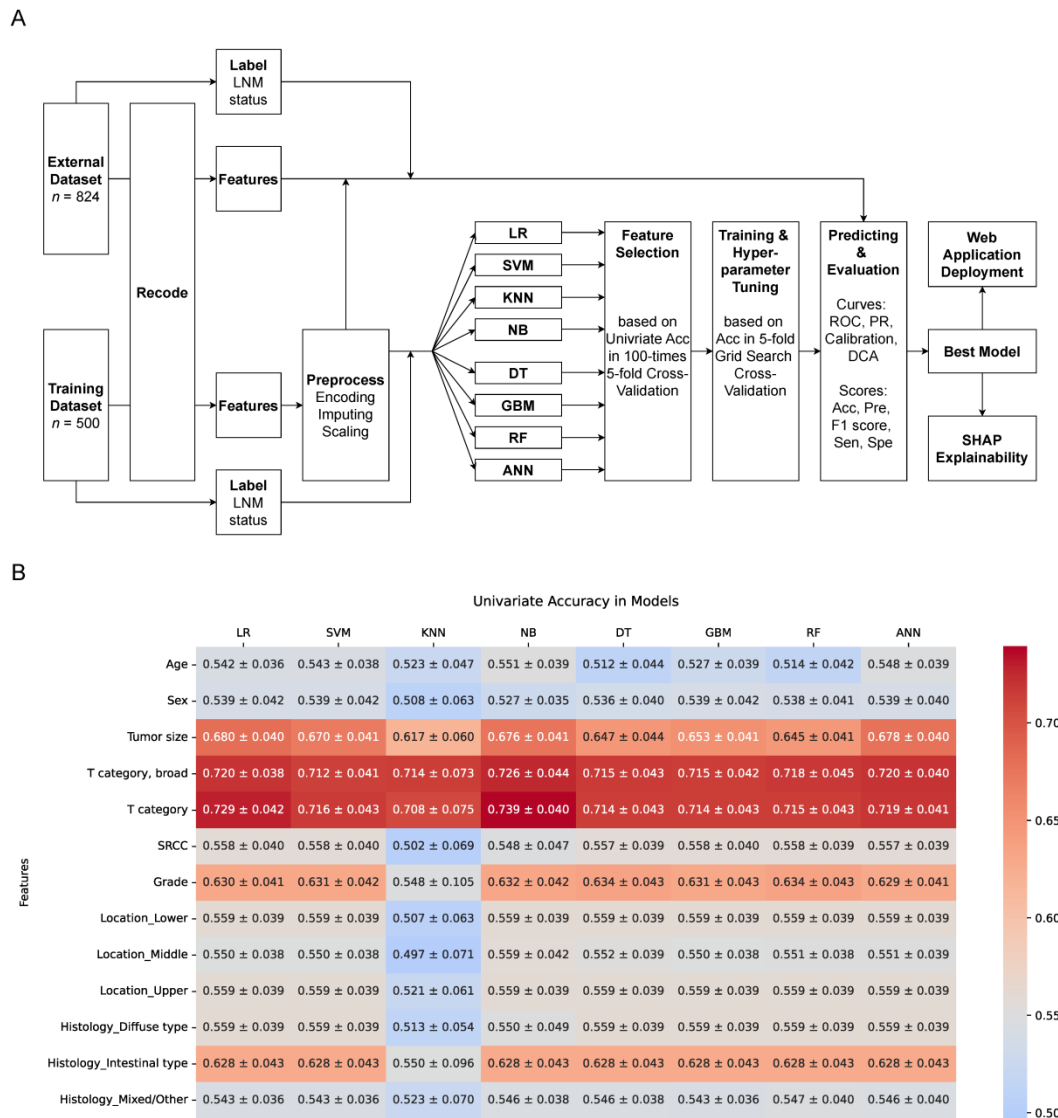 A
Label
LNM
status
External
Dataset
n = 824
Features
Recode
Training
Dataset
n = 500
Features
Label
LNM
status
Preprocess
Encoding
Imputing
Scaling
LR
SVM
KNN
NB
DT
GBM
RF
ANN
Feature
Selection
based on
Univriate Acc
in 100-times
5-fold Cross-
Validation
Training &
Hyper-
parameter
Tuning
based on
Acc in 5-fold
Grid Search
Cross-
Validation
Predicting
&
Evaluation
Curves:
ROC, PR,
Calibration,
DCA
Scores:
Acc, Pre,
F1 score,
Sen, Spe
Web
Application
Deployment
Best Model
SHAP
Explainability
B
Univariate Accuracy in Models
LR SVM KNN NB DT GBM RF ANN
Features
Age 0.542 ± 0.036 0.543 ± 0.038 0.523 ± 0.047 0.551 ± 0.039 0.512 ± 0.044 0.527 ± 0.039 0.514 ± 0.042 0.548 ± 0.039
Sex 0.539 ± 0.042 0.539 ± 0.042 0.508 ± 0.063 0.527 ± 0.035 0.536 ± 0.040 0.539 ± 0.042 0.538 ± 0.041 0.539 ± 0.040
Tumor size 0.680 ± 0.040 0.670 ± 0.041 0.617 ± 0.060 0.676 ± 0.041 0.647 ± 0.044 0.653 ± 0.041 0.645 ± 0.041 0.678 ± 0.040
T category, broad 0.720 ± 0.038 0.712 ± 0.041 0.714 ± 0.073 0.726 ± 0.044 0.715 ± 0.043 0.715 ± 0.042 0.718 ± 0.045 0.720 ± 0.040
T category 0.729 ± 0.042 0.716 ± 0.043 0.708 ± 0.075 0.739 ± 0.040 0.714 ± 0.043 0.714 ± 0.043 0.715 ± 0.043 0.719 ± 0.041
SRCC 0.558 ± 0.040 0.558 ± 0.040 0.502 ± 0.069 0.548 ± 0.047 0.557 ± 0.039 0.558 ± 0.040 0.558 ± 0.039 0.557 ± 0.039
Grade 0.630 ± 0.041 0.631 ± 0.042 0.548 ± 0.105 0.632 ± 0.042 0.634 ± 0.043 0.631 ± 0.043 0.634 ± 0.043 0.629 ± 0.041
Location_Lower 0.559 ± 0.039 0.559 ± 0.039 0.507 ± 0.063 0.559 ± 0.039 0.559 ± 0.039 0.559 ± 0.039 0.559 ± 0.039 0.559 ± 0.039
Location_Middle 0.550 ± 0.038 0.550 ± 0.038 0.497 ± 0.071 0.559 ± 0.042 0.552 ± 0.039 0.550 ± 0.038 0.551 ± 0.038 0.551 ± 0.039
Location_Upper 0.559 ± 0.039 0.559 ± 0.039 0.521 ± 0.061 0.559 ± 0.039 0.559 ± 0.039 0.559 ± 0.039 0.559 ± 0.039 0.559 ± 0.039
Histology_Diffuse type 0.559 ± 0.039 0.559 ± 0.039 0.513 ± 0.054 0.550 ± 0.049 0.559 ± 0.039 0.559 ± 0.039 0.559 ± 0.039 0.559 ± 0.039
Histology_Intestinal type 0.628 ± 0.043 0.628 ± 0.043 0.550 ± 0.096 0.628 ± 0.043 0.628 ± 0.043 0.628 ± 0.043 0.628 ± 0.043 0.628 ± 0.043
Histology_Mixed/Other 0.543 ± 0.036 0.543 ± 0.036 0.523 ± 0.070 0.546 ± 0.038 0.546 ± 0.038 0.543 ± 0.036 0.547 ± 0.040 0.546 ± 0.040
0.70
0.65
0.60
0.55
0.50